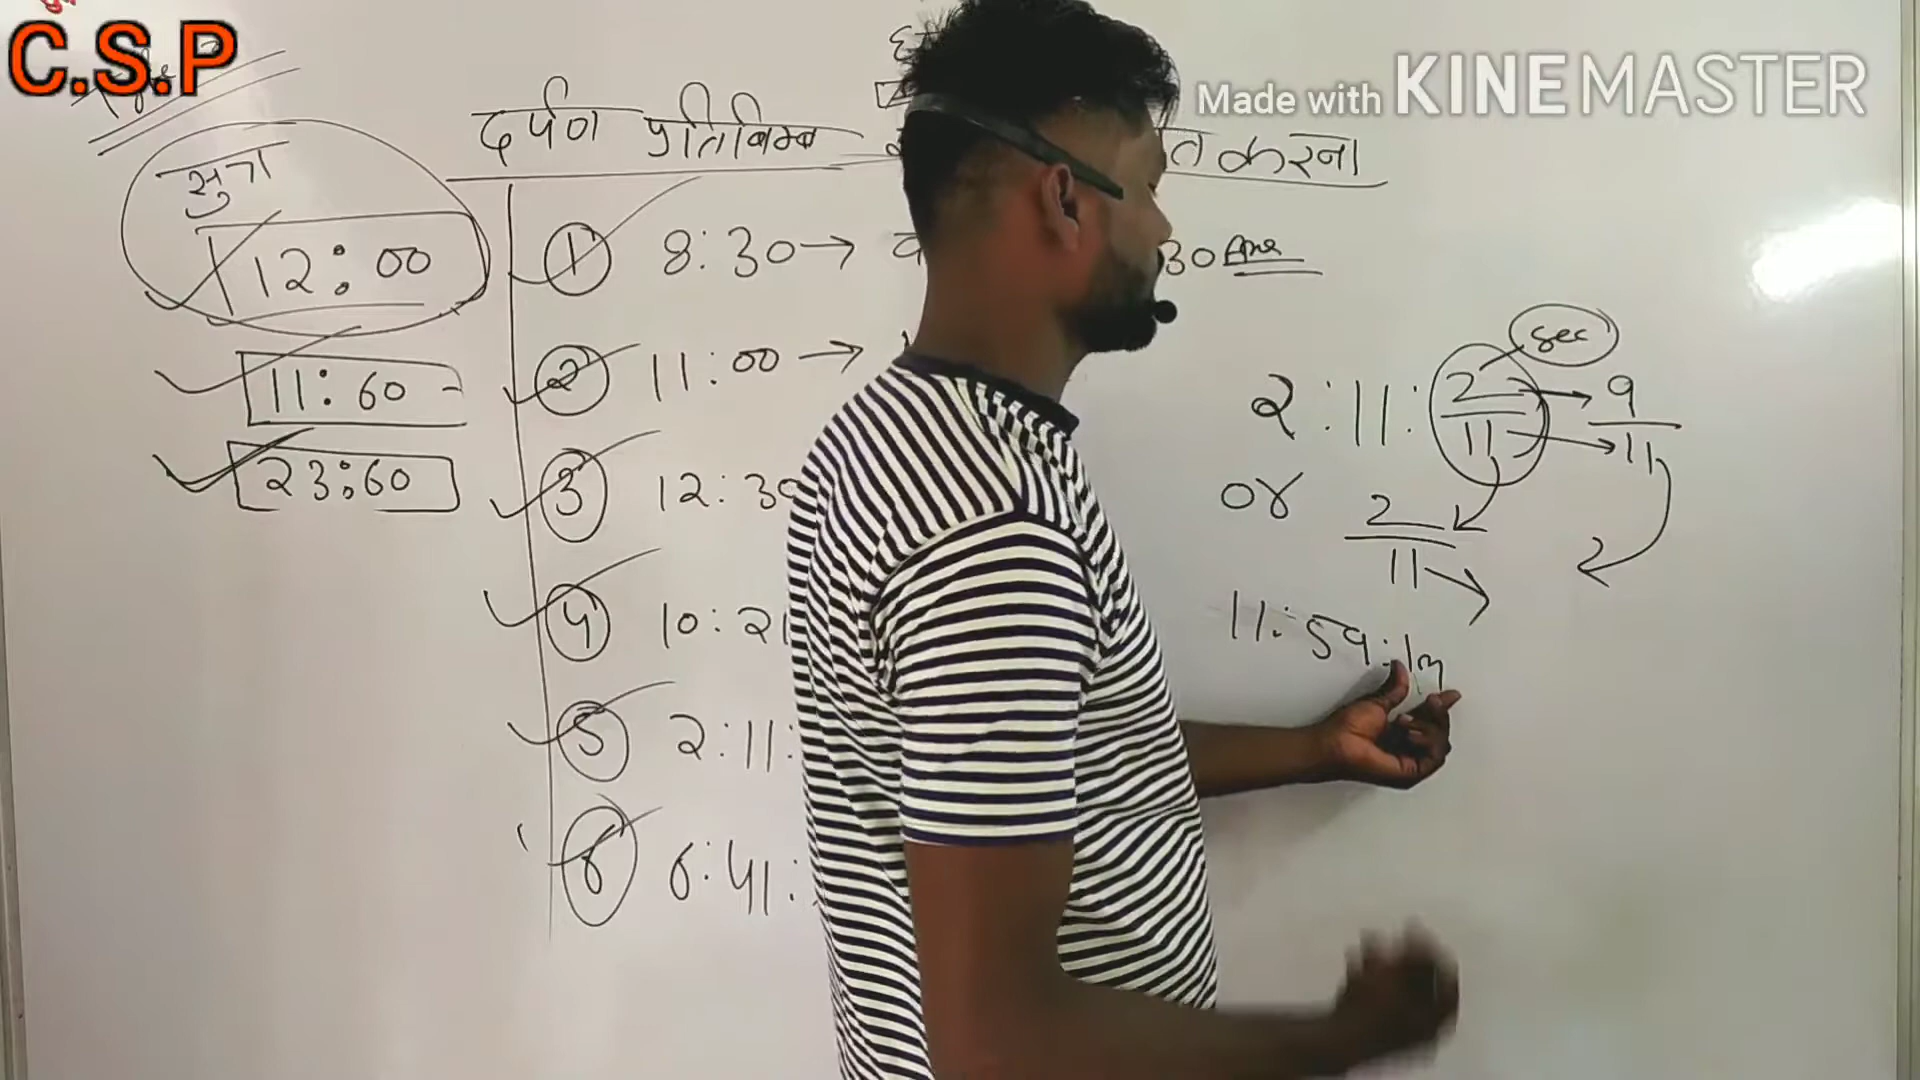 C.S.P
Made with KINEMASTER
दर्पण प्रतिबिम्ब
त करना
सुत्र
12:00
11:60
23:60
① 8:30 →
30 Ans
② 11:00 →
③ 12:30
④ 10:21
⑤ 2:11:
⑥ 6:41:
sec
2:11: 2/11 → 9/11
or 2/11
11:59: